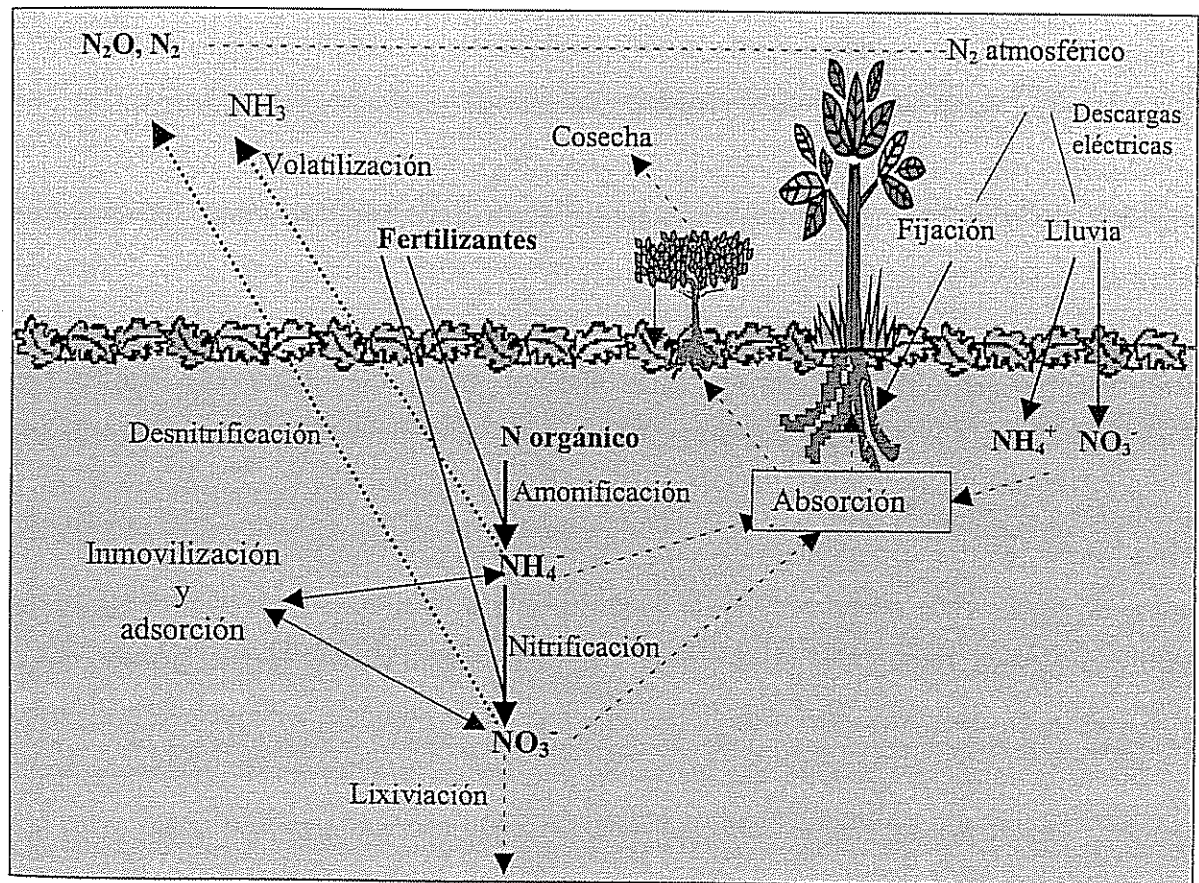 N₂O, N₂
N₂ atmosférico
NH₃
Descargas
eléctricas
Cosecha
Volatilización
Fertilizantes
Fijación
Lluvia
Desnitrificación
N orgánico
NH₄⁺ NO₃⁻
Amonificación
Absorción
Inmovilización
y
adsorción
NH₄⁻
Nitrificación
NO₃⁻
Lixiviación